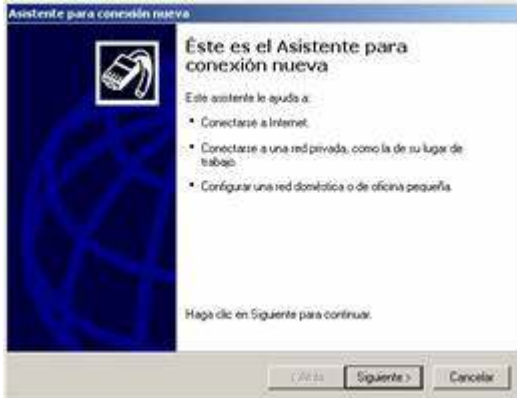 Asistente para conexión nueva
Éste es el Asistente para
conexión nueva
Este asistente le ayuda a:
• Conectarse a Internet.
• Conectarse a una red privada, como la de su lugar de
trabajo.
• Configurar una red doméstica o de oficina pequeña.
Haga clic en Siguiente para continuar.
< Atrás
Siguiente >
Cancelar